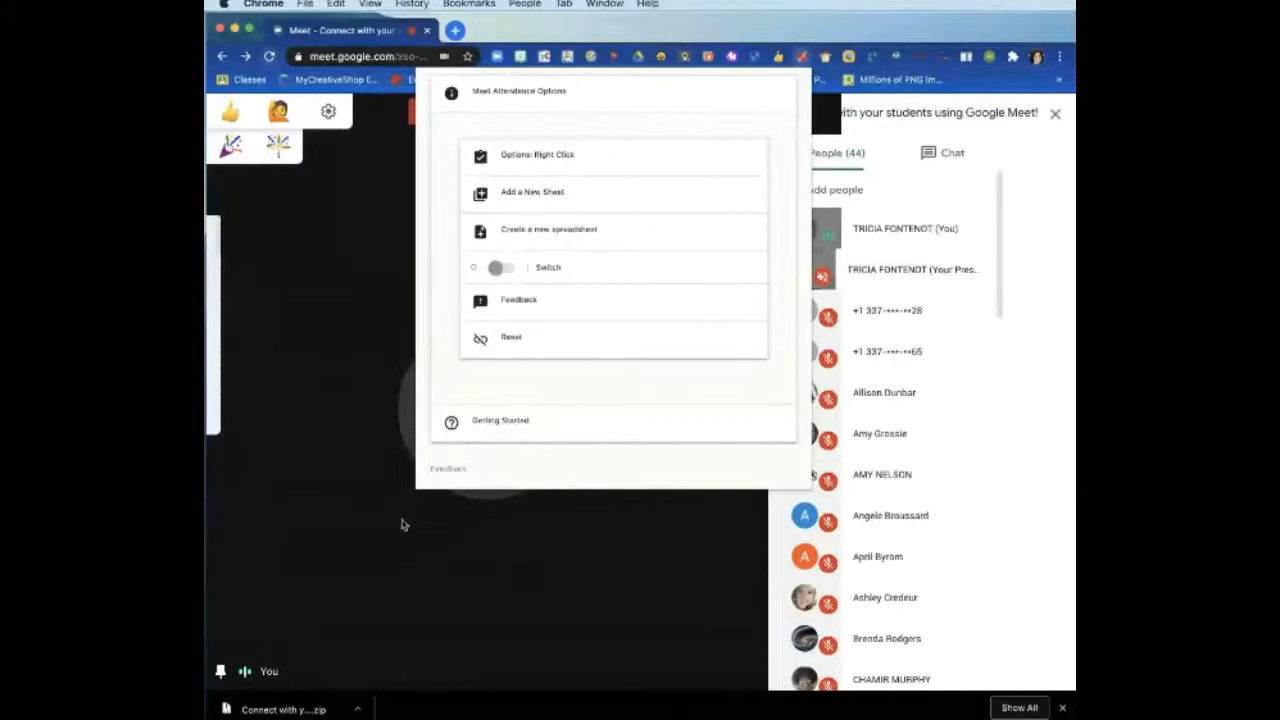 Chrome File Edit View History Bookmarks People Tab Window Help
Meet - Connect with your
meet.google.com/xso-...
Classes MyCreativeShop E... P... Millions of PNG Im...
Meet Attendance Options
Options: Right Click
Add a New Sheet
Create a new spreadsheet
Switch
Feedback
Reset
Getting Started
Feedback
ith your students using Google Meet!
People (44) Chat
dd people
TRICIA FONTENOT (You)
TRICIA FONTENOT (Your Pres...
+1 337-•••-••28
+1 337-•••-••65
Allison Dunbar
Amy Grossie
AMY NELSON
A Angele Broussard
A April Byrom
Ashley Credeur
Brenda Rodgers
CHAMIR MURPHY
You
Connect with y....zip
Show All